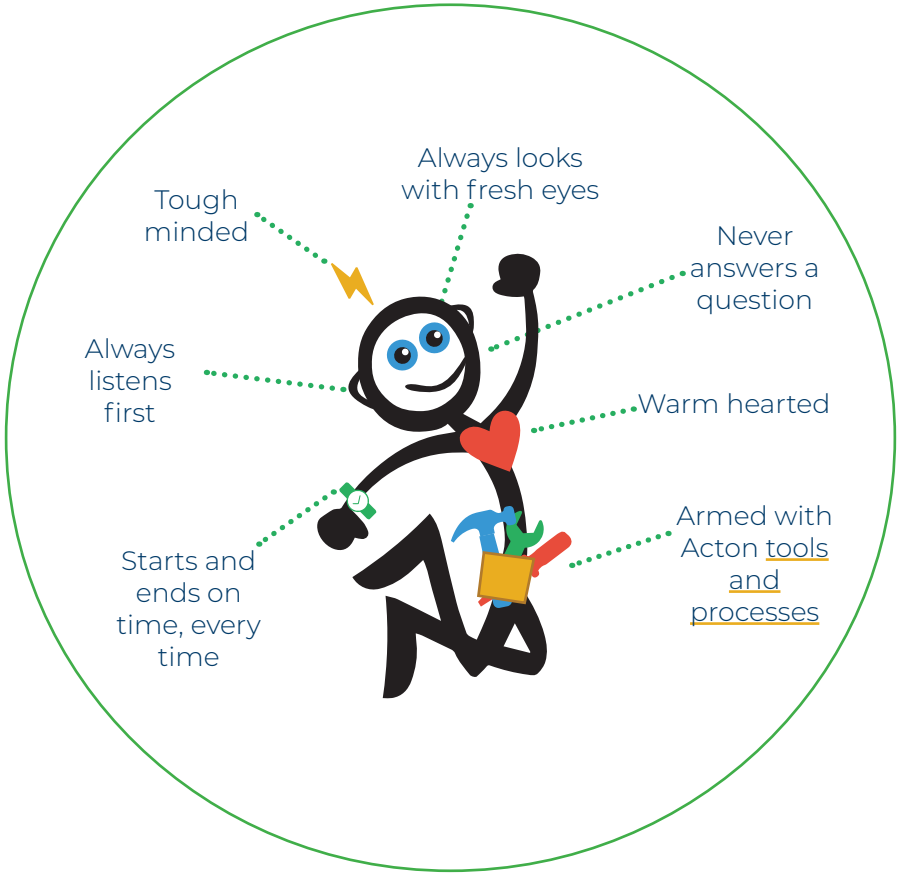 Always looks
with fresh eyes
Tough
minded
Never
answers a
question
Always
listens
first
Warm hearted
Armed with
Acton tools
and
processes
Starts and
ends on
time, every
time